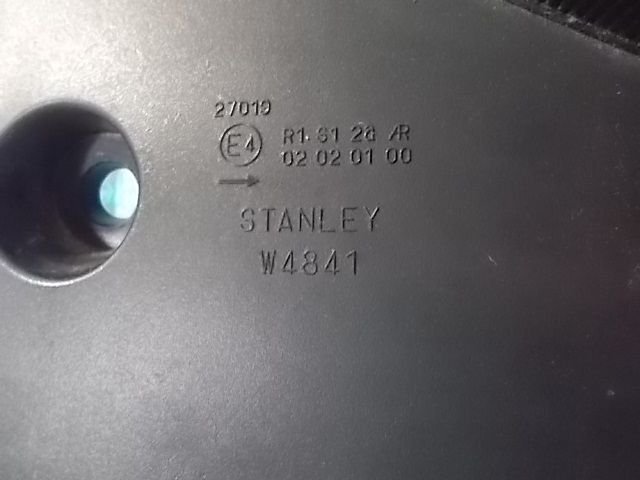 27019
E4 R1 S1 2a AR
02 02 01 00
STANLEY
W4841